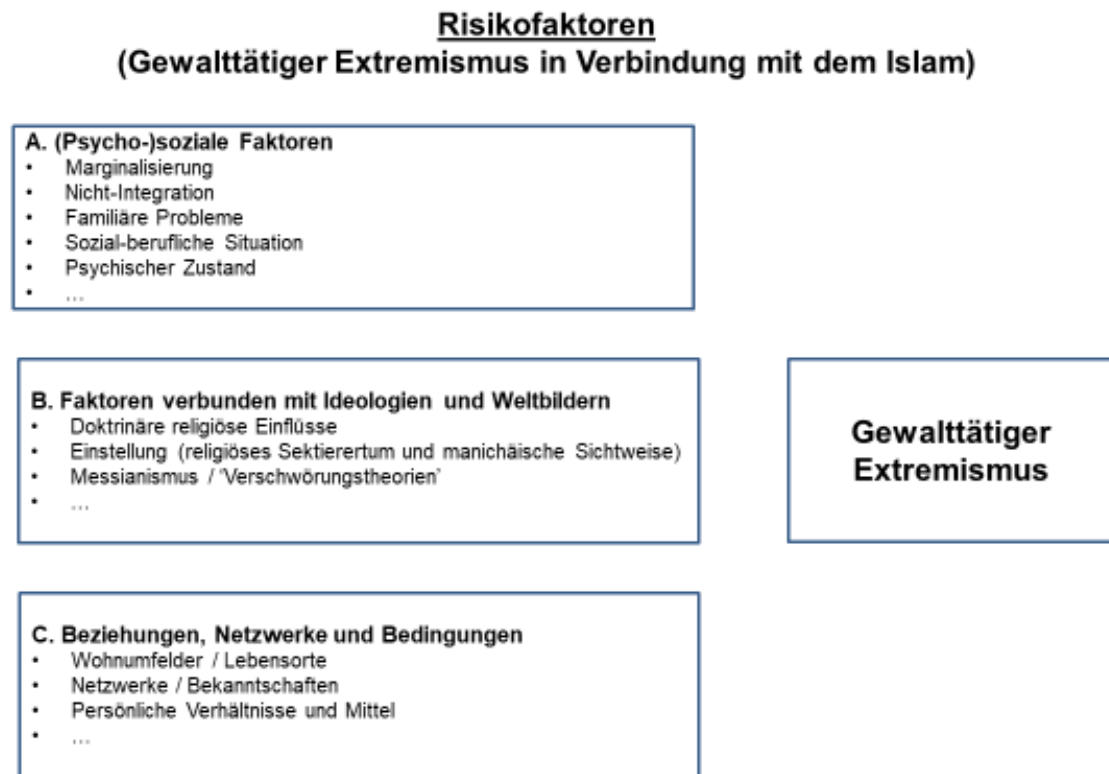 Risikofaktoren
(Gewalttätiger Extremismus in Verbindung mit dem Islam)
A. (Psycho-)soziale Faktoren
• Marginalisierung
• Nicht-Integration
• Familiäre Probleme
• Sozial-berufliche Situation
• Psychischer Zustand
• …
B. Faktoren verbunden mit Ideologien und Weltbildern
• Doktrinäre religiöse Einflüsse
• Einstellung (religiöses Sektierertum und manichäische Sichtweise)
• Messianismus / 'Verschwörungstheorien'
• …
Gewalttätiger
Extremismus
C. Beziehungen, Netzwerke und Bedingungen
• Wohnumfelder / Lebensorte
• Netzwerke / Bekanntschaften
• Persönliche Verhältnisse und Mittel
• …